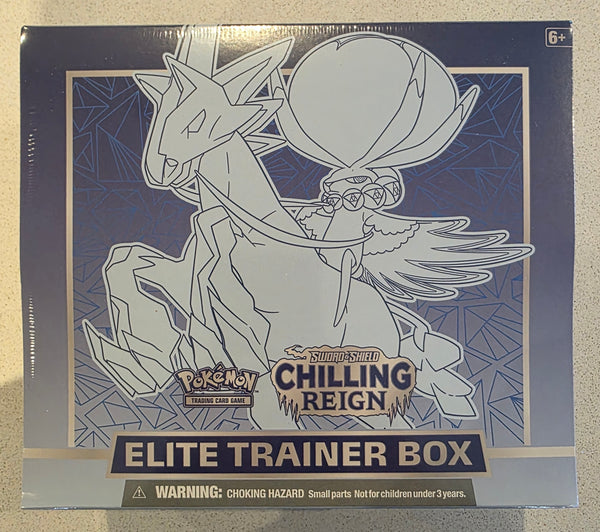 6+
POKéMON
TRADING CARD GAME
SWORD & SHIELD
CHILLING
REIGN
ELITE TRAINER BOX
WARNING: CHOKING HAZARD Small parts Not for children under 3 years.